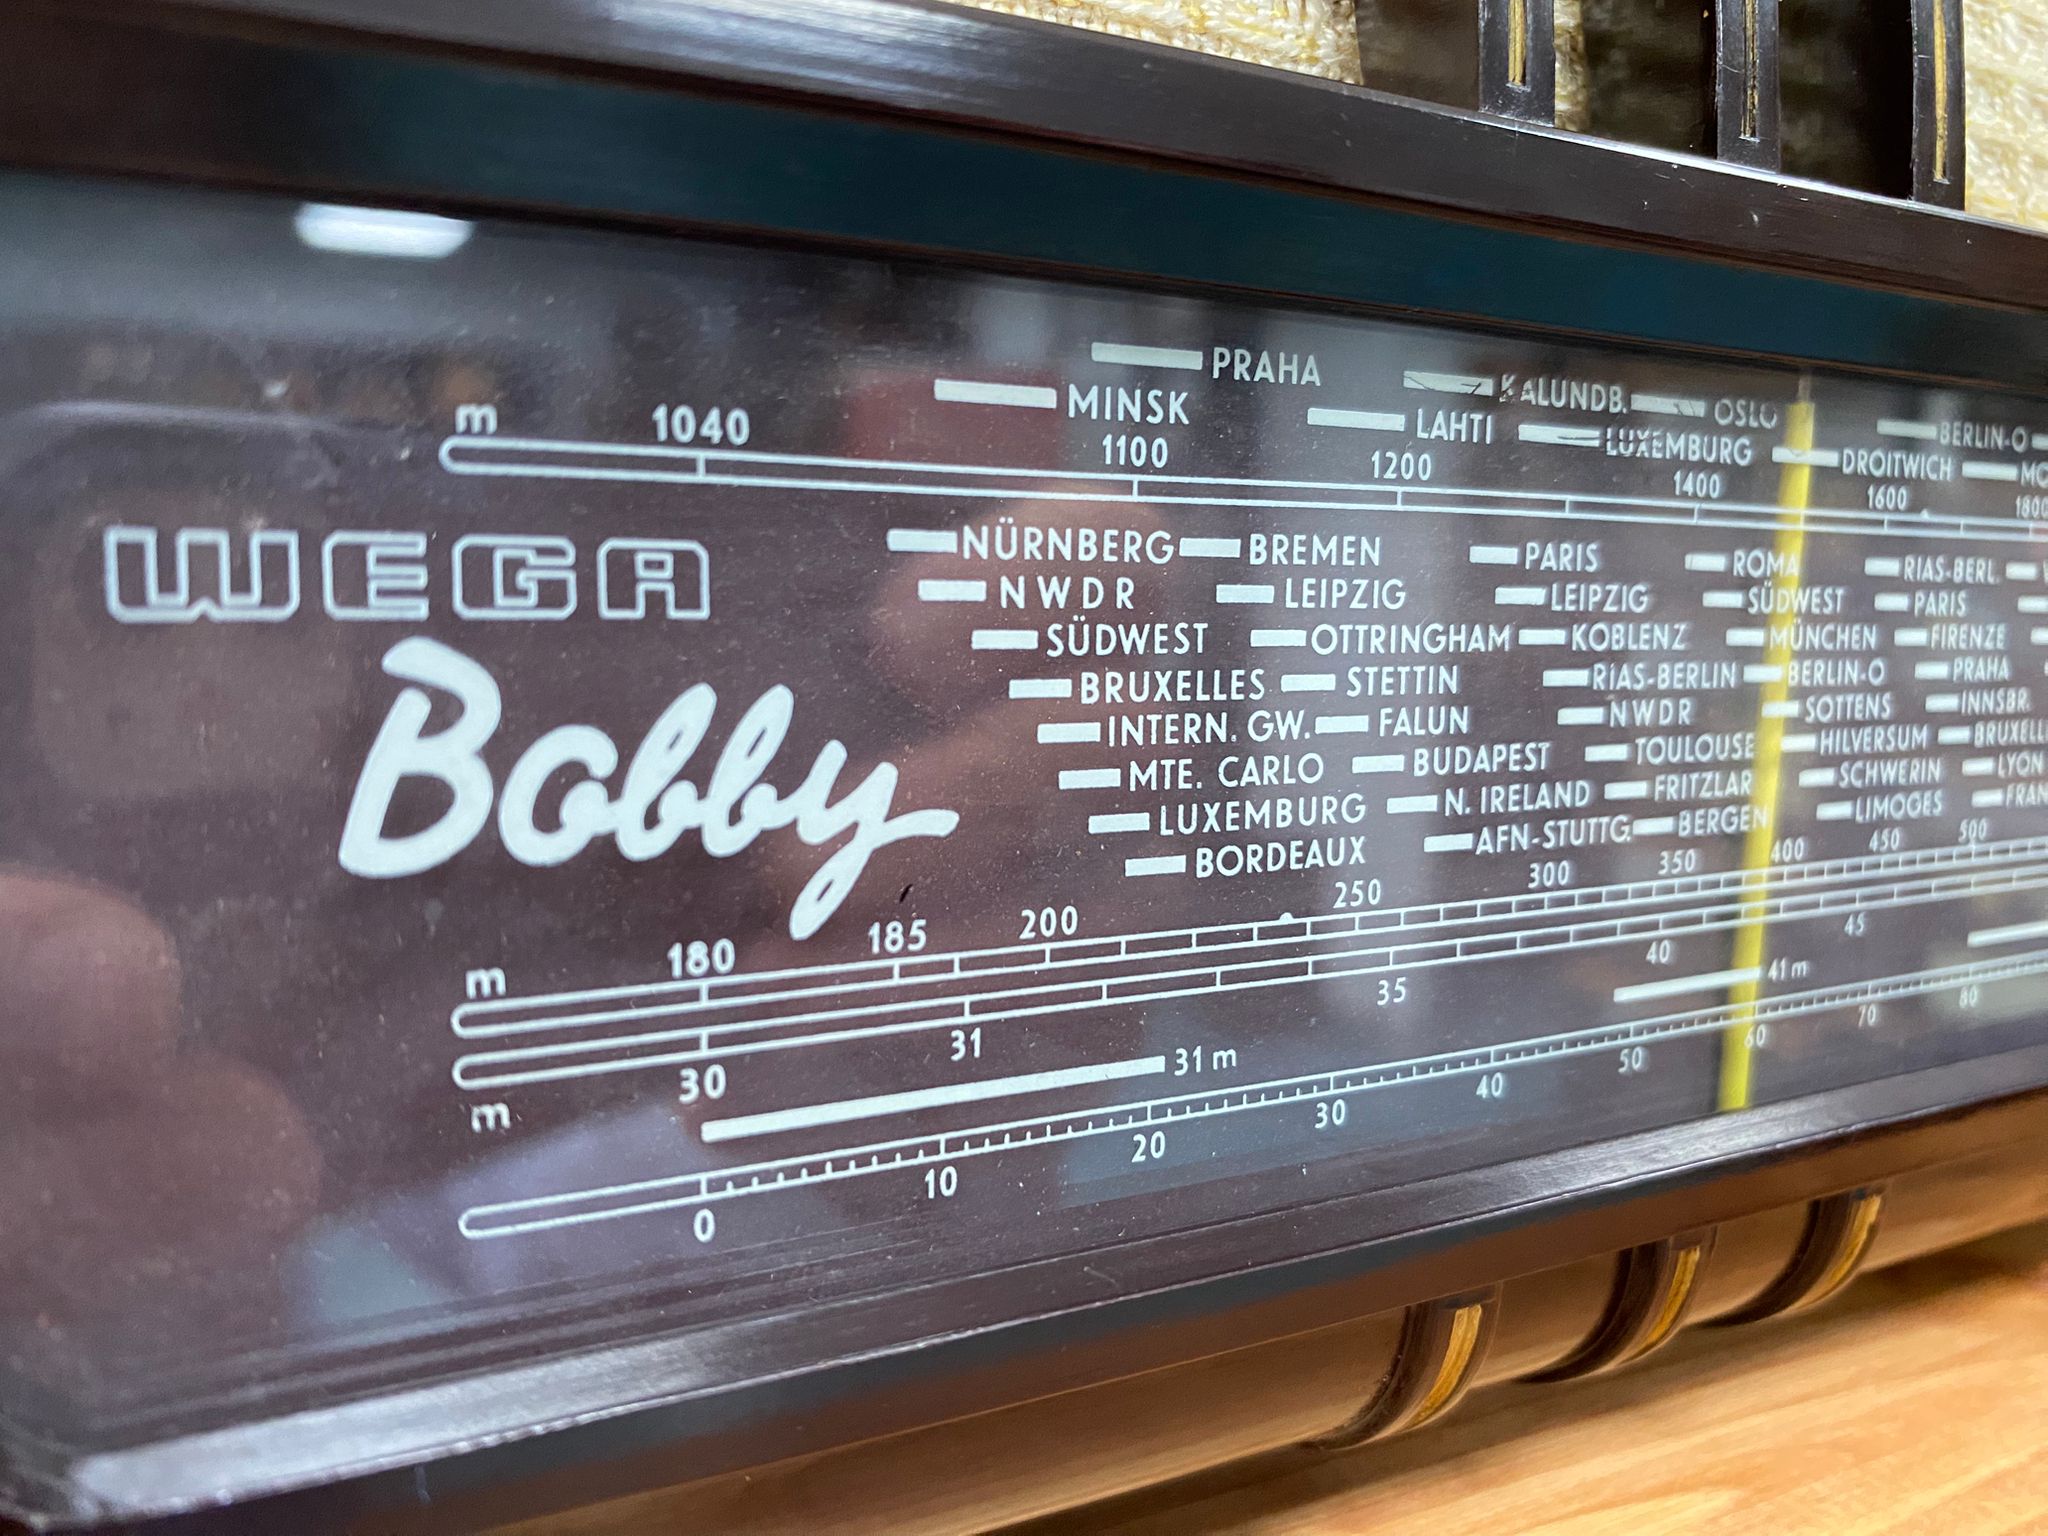 PRAHA KALUNDB. OSLO BERLIN-O
MINSK LAHTI LUXEMBURG DROITWICH
m 1040 1100 1200 1400 1600 1800
WEGA
Bobby
NÜRNBERG BREMEN PARIS ROMA RIAS-BERL.
NWDR LEIPZIG LEIPZIG SÜDWEST PARIS
SÜDWEST OTTRINGHAM KOBLENZ MÜNCHEN FIRENZE
BRUXELLES STETTIN RIAS-BERLIN BERLIN-O PRAHA
INTERN. GW. FALUN NWDR SOTTENS INNSBR.
MTE. CARLO BUDAPEST TOULOUSE HILVERSUM
LUXEMBURG N. IRELAND FRITZLAR SCHWERIN LYON
BORDEAUX AFN-STUTTG. BERGEN LIMOGES
m 180 185 200 250 300 350 400 450 500
m 30 31 35 40 45
31 m 41 m
0 10 20 30 40 50 60 70 80